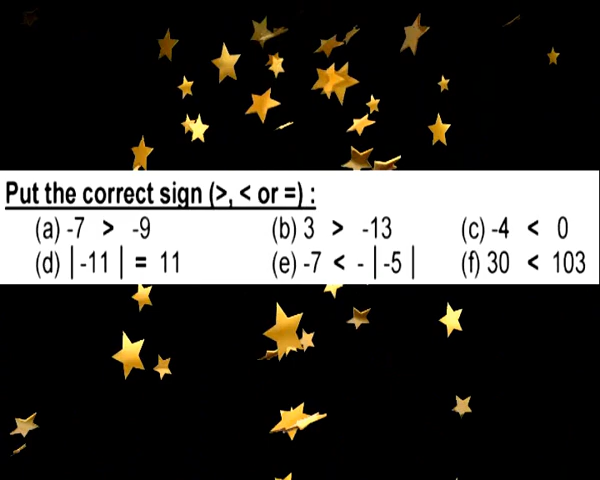 Put the correct sign (>, < or =) :
(a) -7 > -9 (b) 3 > -13 (c) -4 < 0
(d) | -11 | = 11 (e) -7 < - | -5 | (f) 30 < 103